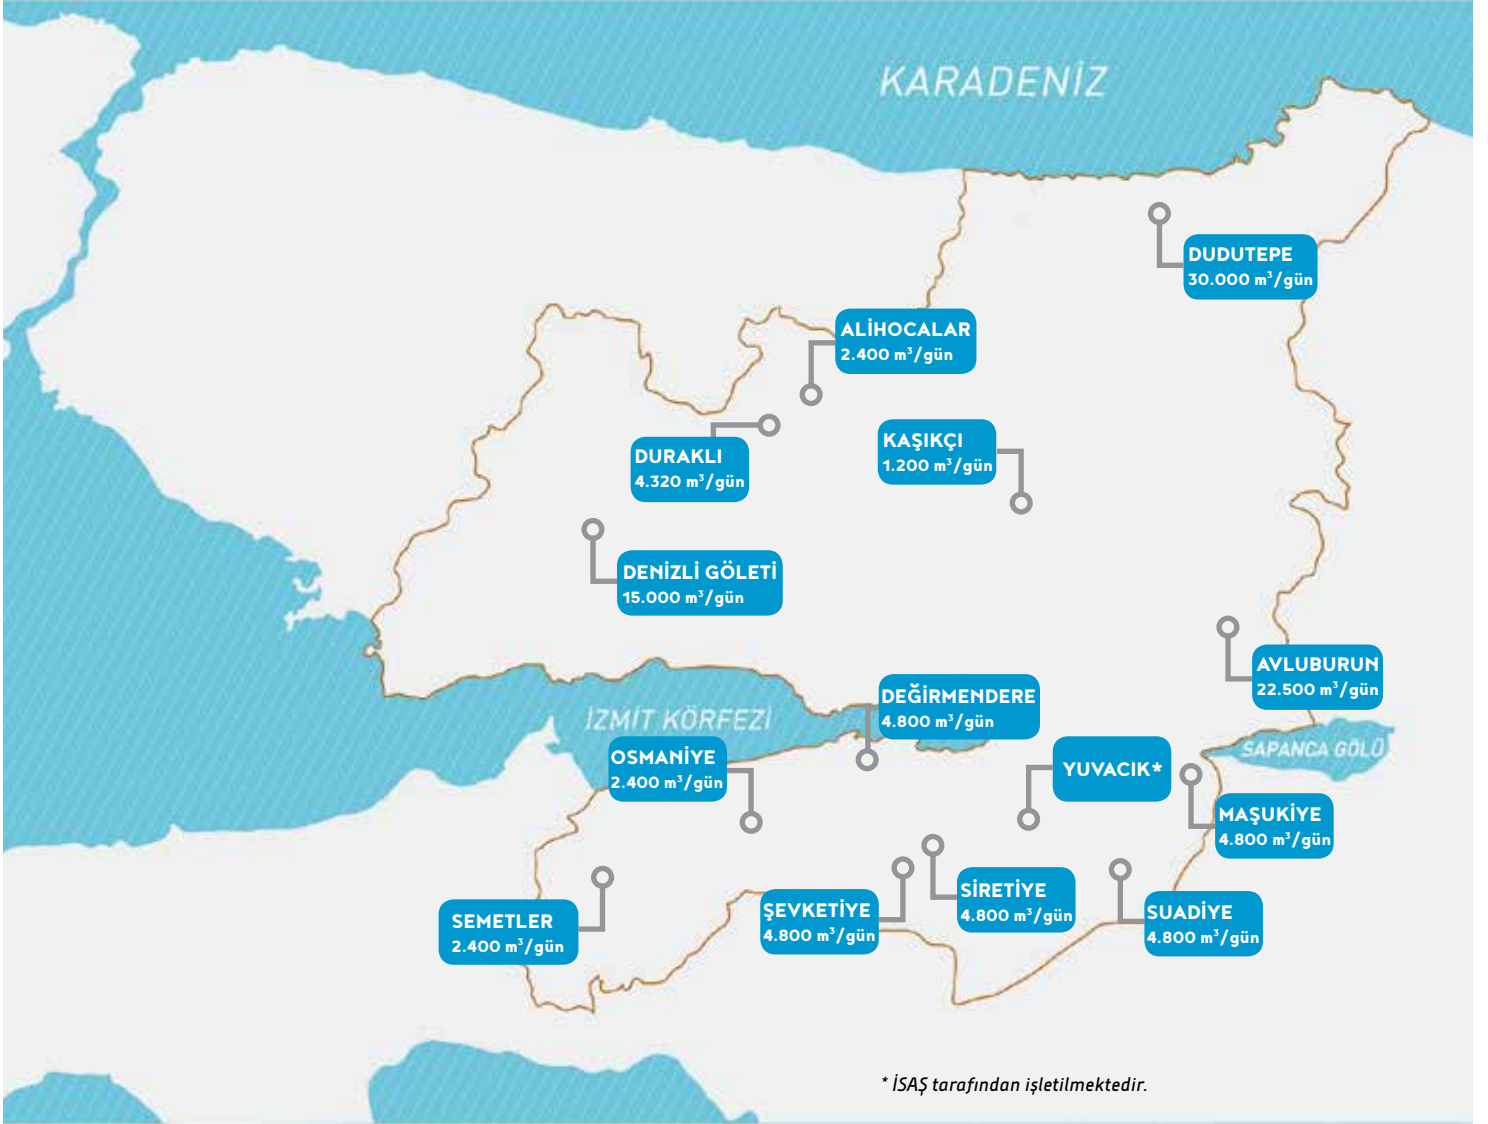 KARADENİZ
DUDUTEPE
30.000 m³/gün
ALİHOCALAR
2.400 m³/gün
KAŞIKÇI
1.200 m³/gün
DURAKLI
4.320 m³/gün
DENİZLİ GÖLETİ
15.000 m³/gün
AVLUBURUN
22.500 m³/gün
DEĞİRMENDERE
4.800 m³/gün
İZMİT KÖRFEZİ
OSMANİYE
2.400 m³/gün
YUVACIK*
SAPANCA GÖLÜ
MAŞUKİYE
4.800 m³/gün
SİRETİYE
4.800 m³/gün
ŞEVKETİYE
4.800 m³/gün
SUADİYE
4.800 m³/gün
SEMETLER
2.400 m³/gün
* İSAŞ tarafından işletilmektedir.